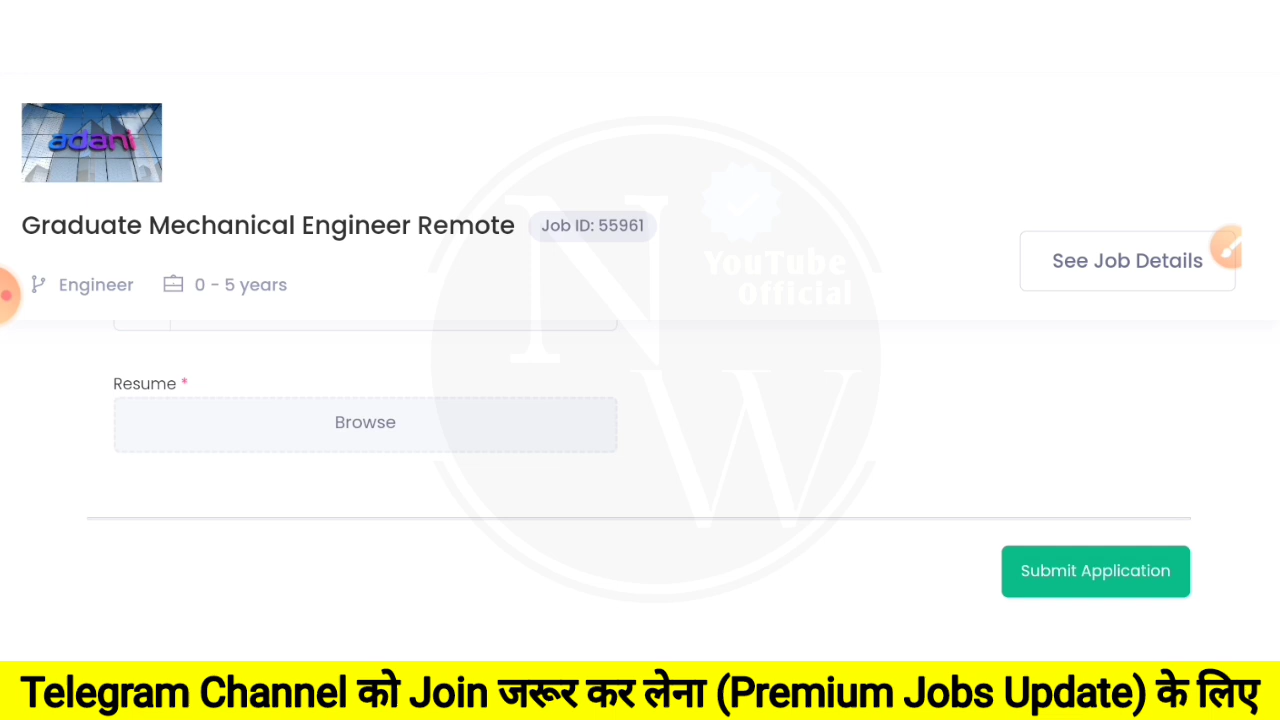 adani
Graduate Mechanical Engineer Remote Job ID: 55961
Engineer 0 - 5 years
See Job Details
YouTube
Official
N
W
Resume *
Browse
Submit Application
Telegram Channel को Join जरूर कर लेना (Premium Jobs Update) के लिए